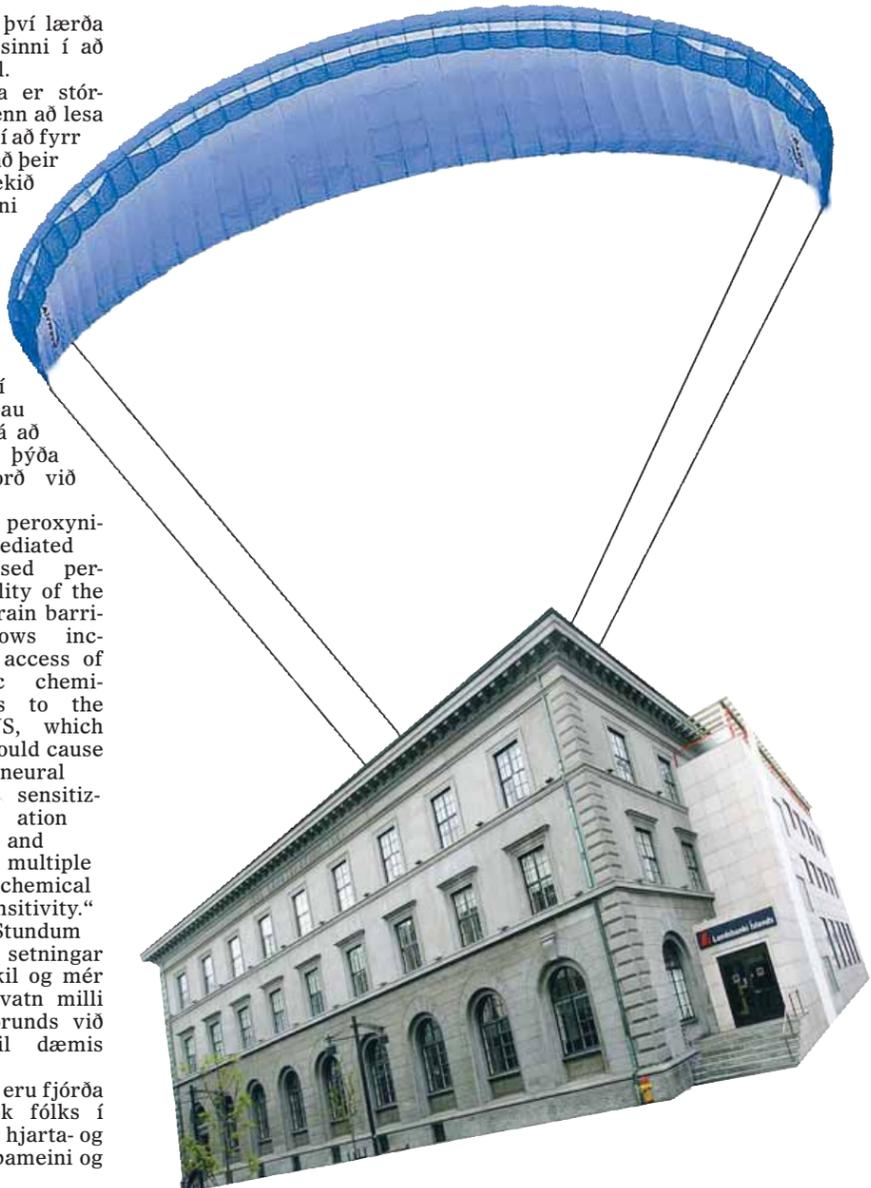 því lærða
sinni í að
l.
a er stór-
enn að lesa
í að fyrr
að þeir
ekið
ni
í
au
á að
þýða
orð við
peroxyni-
ediated
sed per-
lity of the
rain barri-
ows inc-
access of
c chemi-
s to the
VS, which
ould cause
neural
sensitiz-
ation
and
multiple
chemical
nsitivity.“
Stundum
setningar
kil og mér
vatn milli
runds við
il dæmis
eru fjórða
k fólks í
hjarta- og
bameini og
Airwave
Landsbanki Íslands